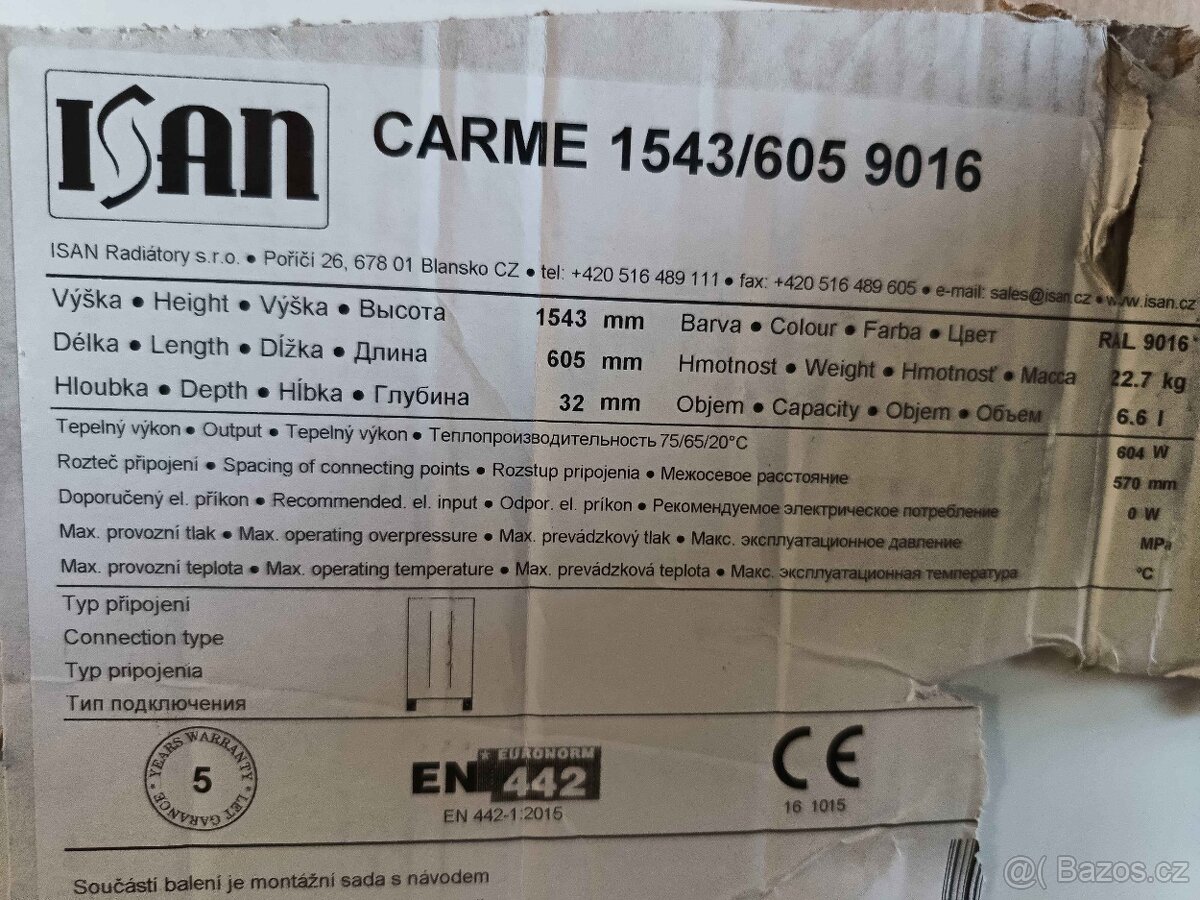 ISAN
CARME 1543/605 9016
ISAN Radiátory s.r.o. • Poříčí 26, 678 01 Blansko CZ • tel: +420 516 489 111 • fax: +420 516 489 605 • e-mail: sales@isan.cz • www.isan.cz
Výška • Height • Výška • Высота 1543 mm Barva • Colour • Farba • Цвет RAL 9016
Délka • Length • Dĺžka • Длина 605 mm Hmotnost • Weight • Hmotnosť • Масса 22.7 kg
Hloubka • Depth • Hĺbka • Глубина 32 mm Objem • Capacity • Objem • Объем 6.6 l
Tepelný výkon • Output • Tepelný výkon • Теплопроизводительность 75/65/20°C 604 W
Rozteč připojení • Spacing of connecting points • Rozstup pripojenia • Межосевое расстояние 570 mm
Doporučený el. příkon • Recommended. el. input • Odpor. el. príkon • Рекомендуемое электрическое потребление 0 W
Max. provozní tlak • Max. operating overpressure • Max. prevádzkový tlak • Макс. эксплуатационное давление MPa
Max. provozní teplota • Max. operating temperature • Max. prevádzková teplota • Макс. эксплуатационная температура °C
Typ připojení
Connection type
Typ pripojenia
Тип подключения
YEARS WARRANTY • LET GARANCE
5
EURONORM
EN 442
EN 442-1:2015
CE
16 1015
Součástí balení je montážní sada s návodem
@( Bazos.cz